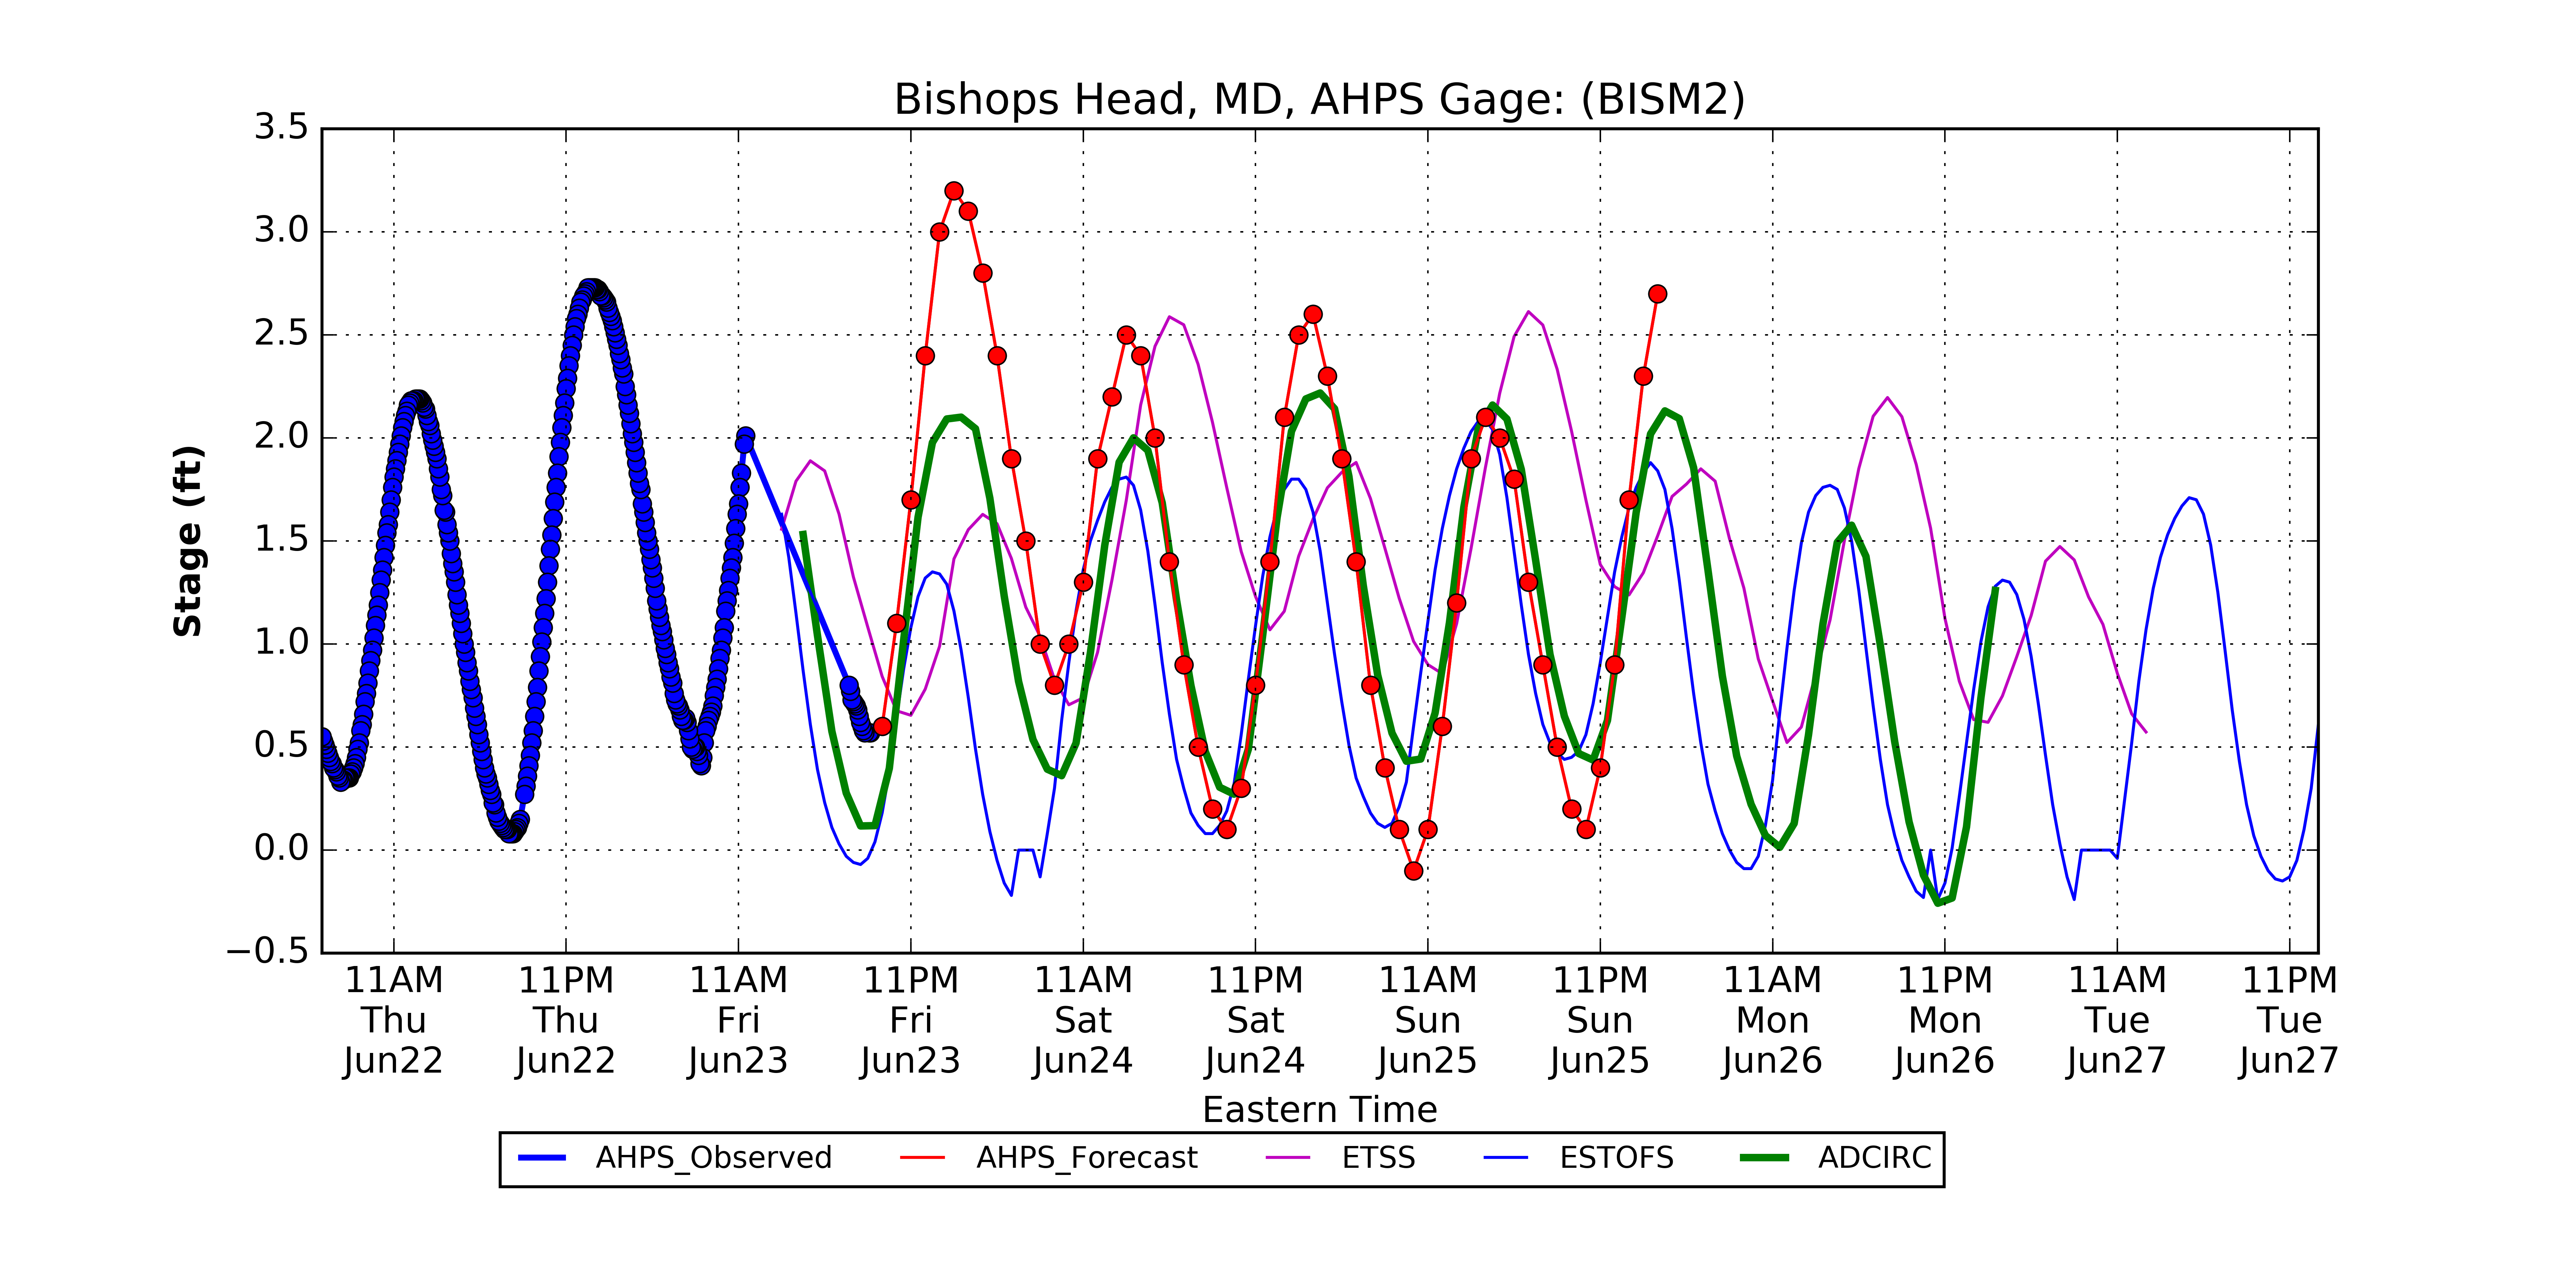 Bishops Head, MD, AHPS Gage: (BISM2)
Stage (ft)
3.5
3.0
2.5
2.0
1.5
1.0
0.5
0.0
−0.5
11AM 11PM 11AM 11PM 11AM 11PM 11AM 11PM 11AM 11PM 11AM 11PM
Thu Thu Fri Fri Sat Sat Sun Sun Mon Mon Tue Tue
Jun22 Jun22 Jun23 Jun23 Jun24 Jun24 Jun25 Jun25 Jun26 Jun26 Jun27 Jun27
Eastern Time
AHPS_Observed AHPS_Forecast ETSS ESTOFS ADCIRC